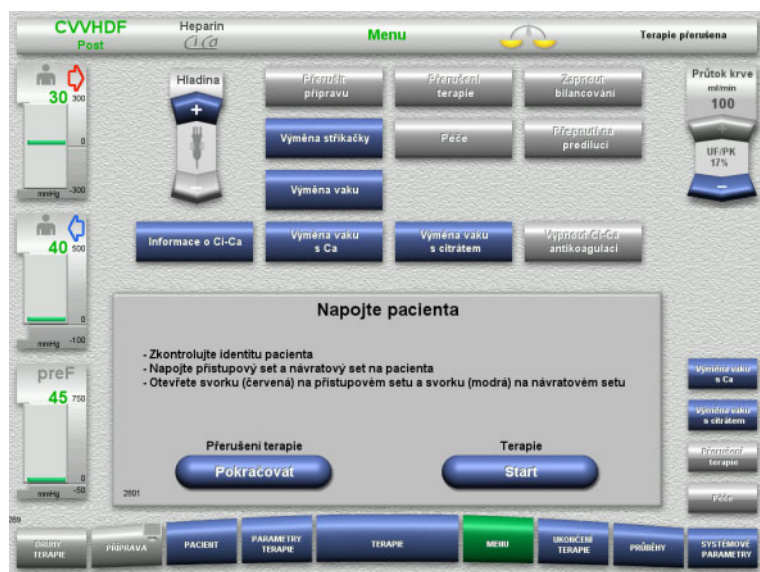 CVVHDF
Post
Heparin
Ci Ca
Menu
Terapie přerušena
30
300
0
mmHg -300
40
500
0
mmHg -100
preF
45
750
0
mmHg -50
Hladina
+
−
Přerušit
přípravu
Přerušení
terapie
Zapnout
bilancování
Výměna stříkačky
Péče
Přepnutí na
prediluci
Výměna vaku
Informace o Ci-Ca
Výměna vaku
s Ca
Výměna vaku
s citrátem
Vypnout Ci-Ca
antikoagulaci
Průtok krve
ml/min
100
+
UF/PK
17%
−
Napojte pacienta
- Zkontrolujte identitu pacienta
- Napojte přístupový set a návratový set na pacienta
- Otevřete svorku (červená) na přístupovém setu a svorku (modrá) na návratovém setu
Přerušení terapie
Pokračovat
Terapie
Start
2801
Výměna vaku
s Ca
Výměna vaku
s citrátem
Přerušení
terapie
Péče
289
DRUHY
TERAPIE
PŘÍPRAVA
PACIENT
PARAMETRY
TERAPIE
TERAPIE
MENU
UKONČENÍ
TERAPIE
PRŮBĚHY
SYSTÉMOVÉ
PARAMETRY